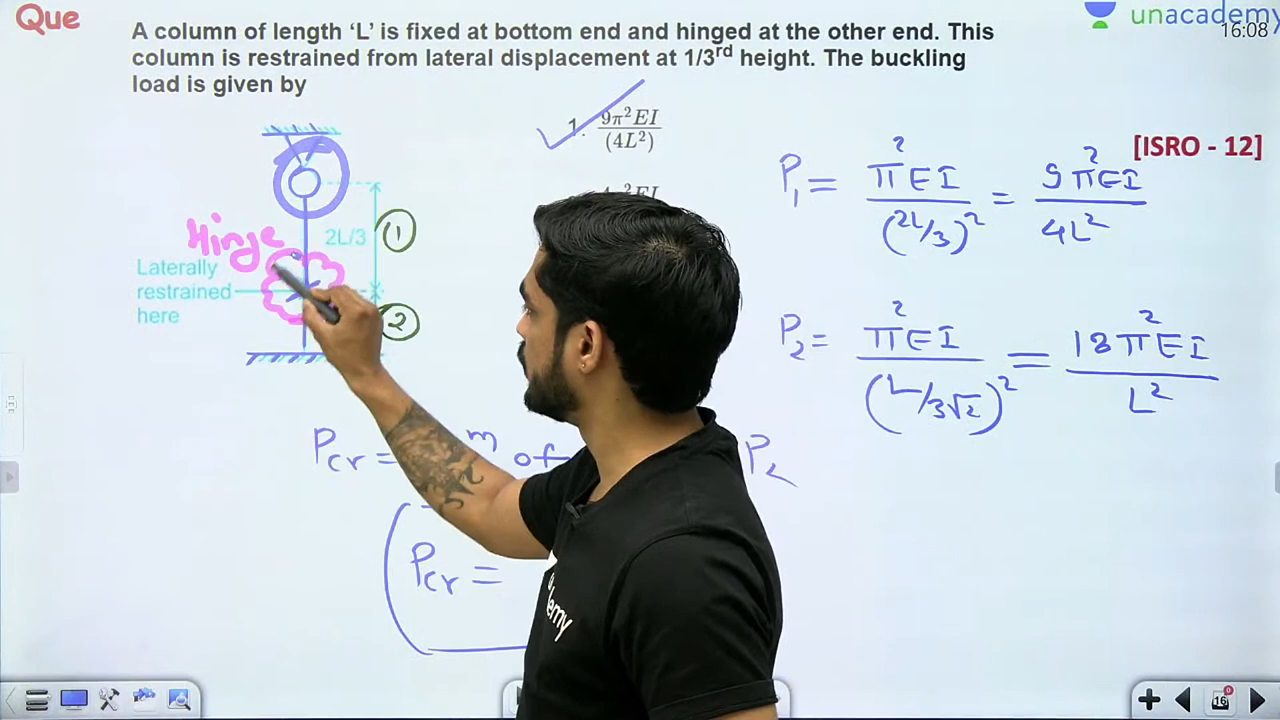 Que
unacademy
16:08
A column of length ‘L’ is fixed at bottom end and hinged at the other end. This
column is restrained from lateral displacement at 1/3rd height. The buckling
load is given by
[ISRO - 12]
1. 9π²EI
(4L²)
Hinge
2L/3
1
Laterally
restrained
here
2
P₁ = π²EI / (2L/3)² = 9π²EI / 4L²
P₂ = π²EI / (L/3√2)² = 18π²EI / L²
Pcr = m of P₂
Pcr =
demy
16